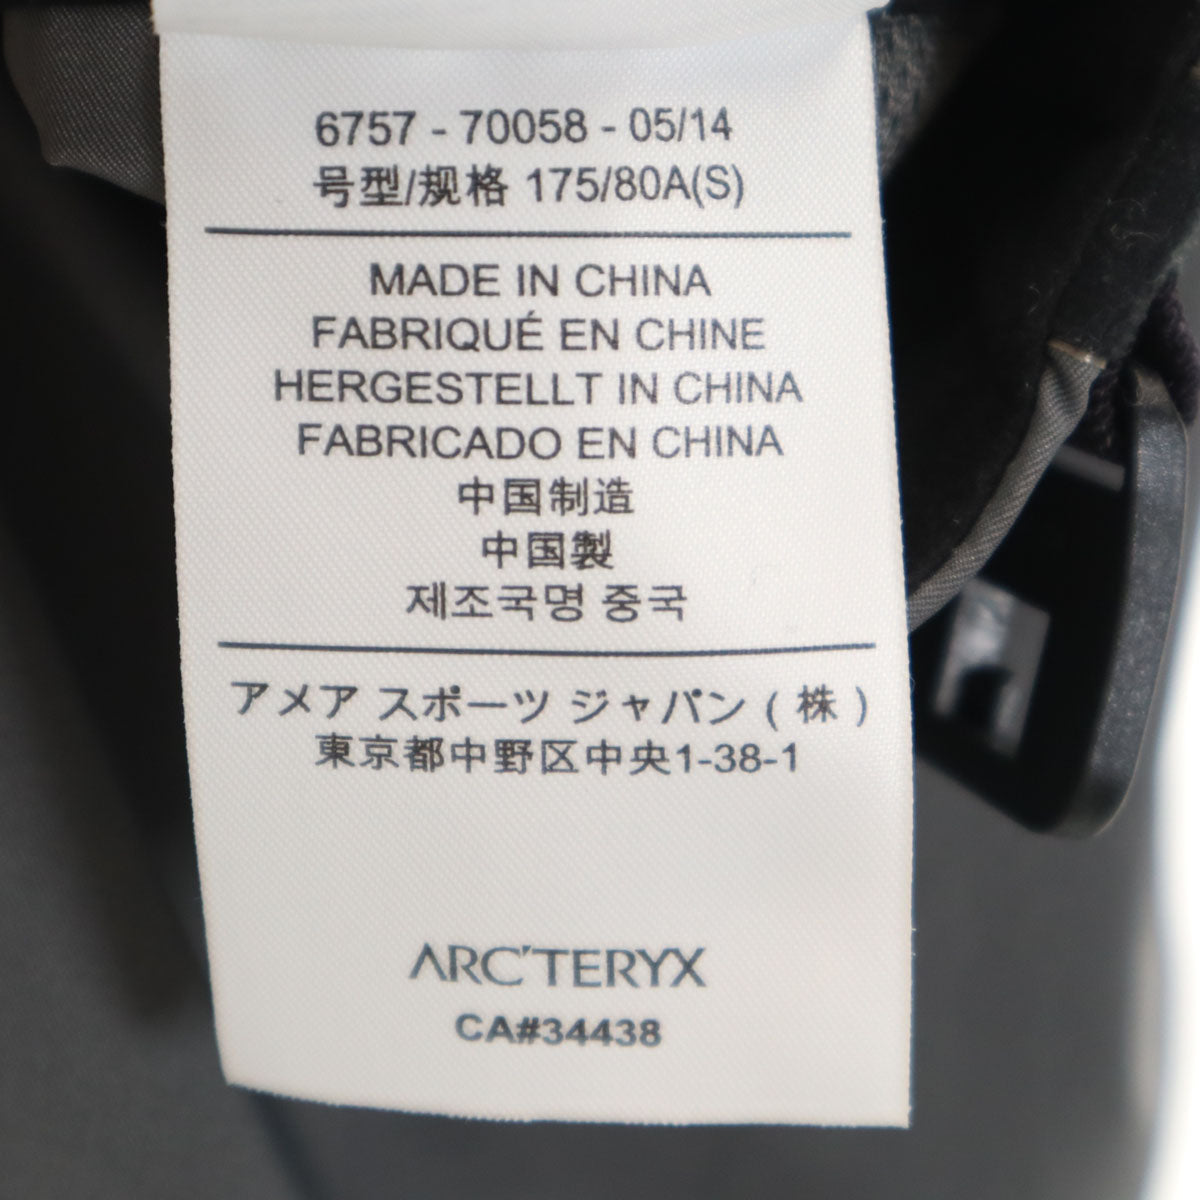 6757 - 70058 - 05/14
号型/规格 175/80A(S)
MADE IN CHINA
FABRIQUÉ EN CHINE
HERGESTELLT IN CHINA
FABRICADO EN CHINA
中国制造
中国製
제조국명 중국
アメア スポーツ ジャパン ( 株 )
東京都中野区中央1-38-1
ARC'TERYX
CA#34438